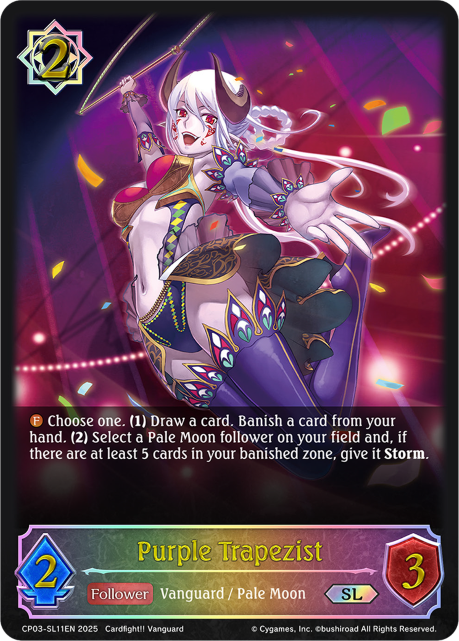 2
F Choose one. (1) Draw a card. Banish a card from your
hand. (2) Select a Pale Moon follower on your field and, if
there are at least 5 cards in your banished zone, give it Storm.
Purple Trapezist
2
Follower Vanguard / Pale Moon SL
3
CP03-SL11EN 2025 Cardfight!! Vanguard © Cygames, Inc. ©bushiroad All Rights Reserved.